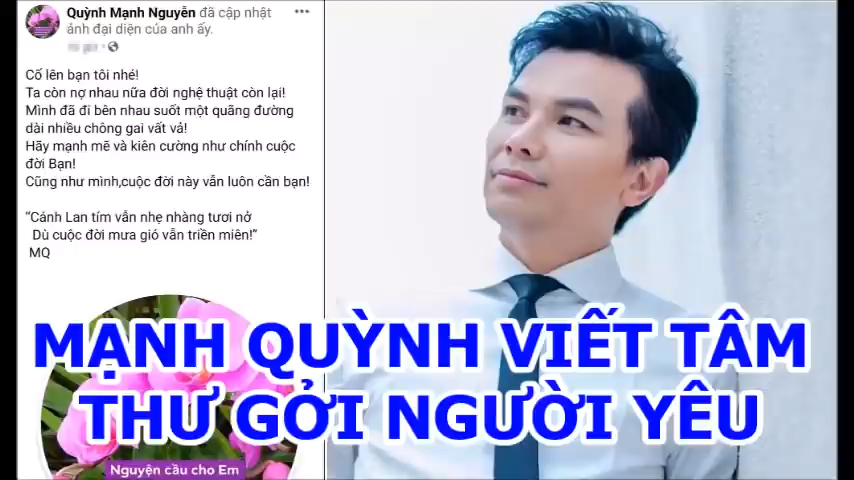 Quỳnh Mạnh Nguyễn đã cập nhật
ảnh đại diện của anh ấy.
Cố lên bạn tôi nhé!
Ta còn nợ nhau nữa đời nghệ thuật còn lại!
Mình đã đi bên nhau suốt một quãng đường
dài nhiều chông gai vất vả!
Hãy mạnh mẽ và kiên cường như chính cuộc
đời Bạn!
Cũng như mình,cuộc đời này vẫn luôn cần bạn!
“Cánh Lan tím vẫn nhẹ nhàng tươi nở
Dù cuộc đời mưa gió vẫn triền miên!”
MQ
MẠNH QUỲNH VIẾT TÂM
THƯ GỞI NGƯỜI YÊU
Nguyện cầu cho Em